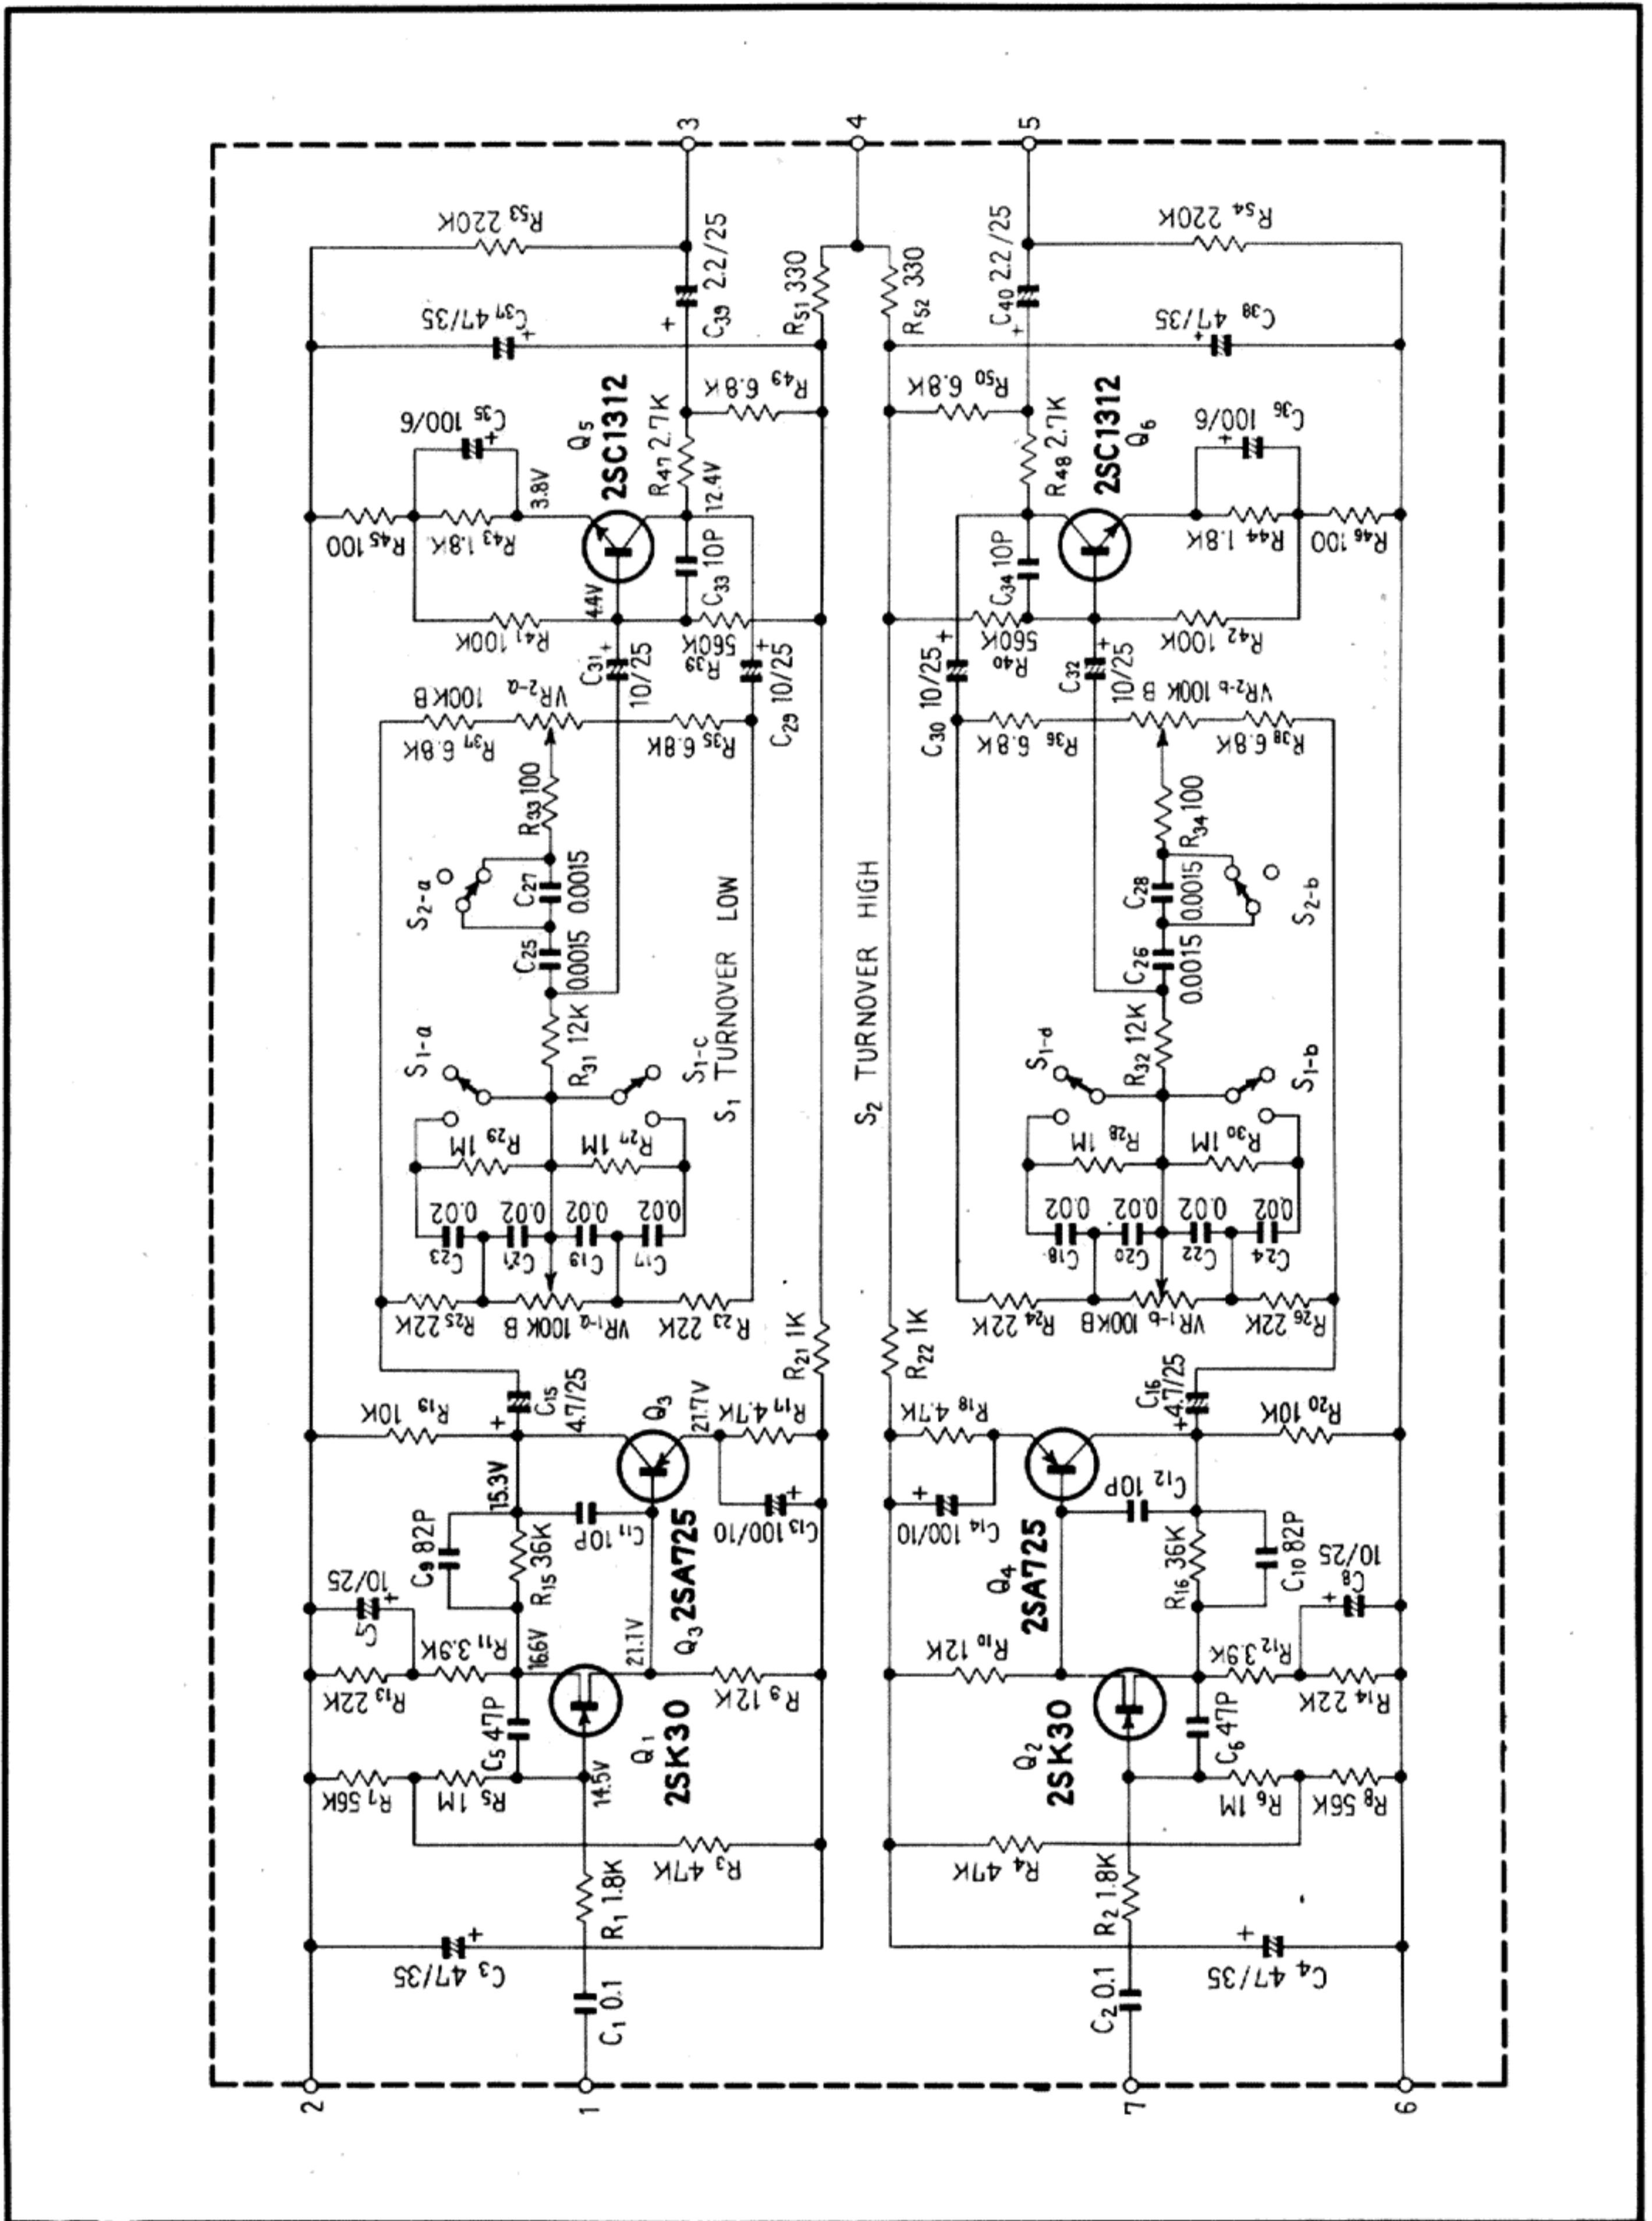 3
4
5
R53 220K
C37 47/35
C39 2.2/25
+
R51 330
R52 330
C40 2.2/25
+
R54 220K
C38 47/35
+
C35 100/6
+
Q5
2SC1312
R47 2.7K
R49 6.8K
R50 6.8K
R48 2.7K
2SC1312
Q6
C36 100/6
+
R45 100
R43 1.8K
3.8V
12.4V
R44 1.8K
R46 100
R41 100K
4.4V
C33 10P
R39 560K
C34 10P
R40 560K
R42 100K
C31 +
10/25
C29 10/25
+
C30 10/25
+
C32 +
10/25
R37 6.8K
VR2-a 100KB
R35 6.8K
R36 6.8K
VR2-b 100K B
R38 6.8K
R33 100
R34 100
S2-a
C27
0.0015
C25
0.0015
C28
0.0015
C26
0.0015
S2-b
S1 TURNOVER LOW
S2 TURNOVER HIGH
S1-a
R31 12K
S1-c
S1-d
R32 12K
S1-b
R29 1M
R27 1M
R28 1M
R30 1M
C23 0.02
C21 0.02
C19 0.02
C17 0.02
C18 0.02
C20 0.02
C22 0.02
C24 0.02
R25 22K
VR1-a 100K B
R23 22K
R24 22K
VR1-b 100KB
R26 22K
R21 1K
R22 1K
C15
4.7/25
+
C16
4.7/25
+
R19 10K
Q3
21.7V
R17 4.7K
R18 4.7K
R20 10K
15.3V
C9 82P
R15 36K
C11 10P
C13 100/10
+
C14 100/10
+
C12 10P
R16 36K
C10 82P
Q3 2SA725
Q4
2SA725
10/25
+
C8
10/25
+
R13 22K
R11 3.9K
16.6V
21.1V
R9 12K
R10 12K
R12 3.9K
R14 22K
C5 47P
Q1
2SK30
Q2
2SK30
C6 47P
R7 56K
R5 1M
14.5V
R6 1M
R8 56K
R3 47K
R4 47K
R1 1.8K
R2 1.8K
C3 47/35
+
C4 47/35
+
C1 0.1
C2 0.1
2
1
7
6